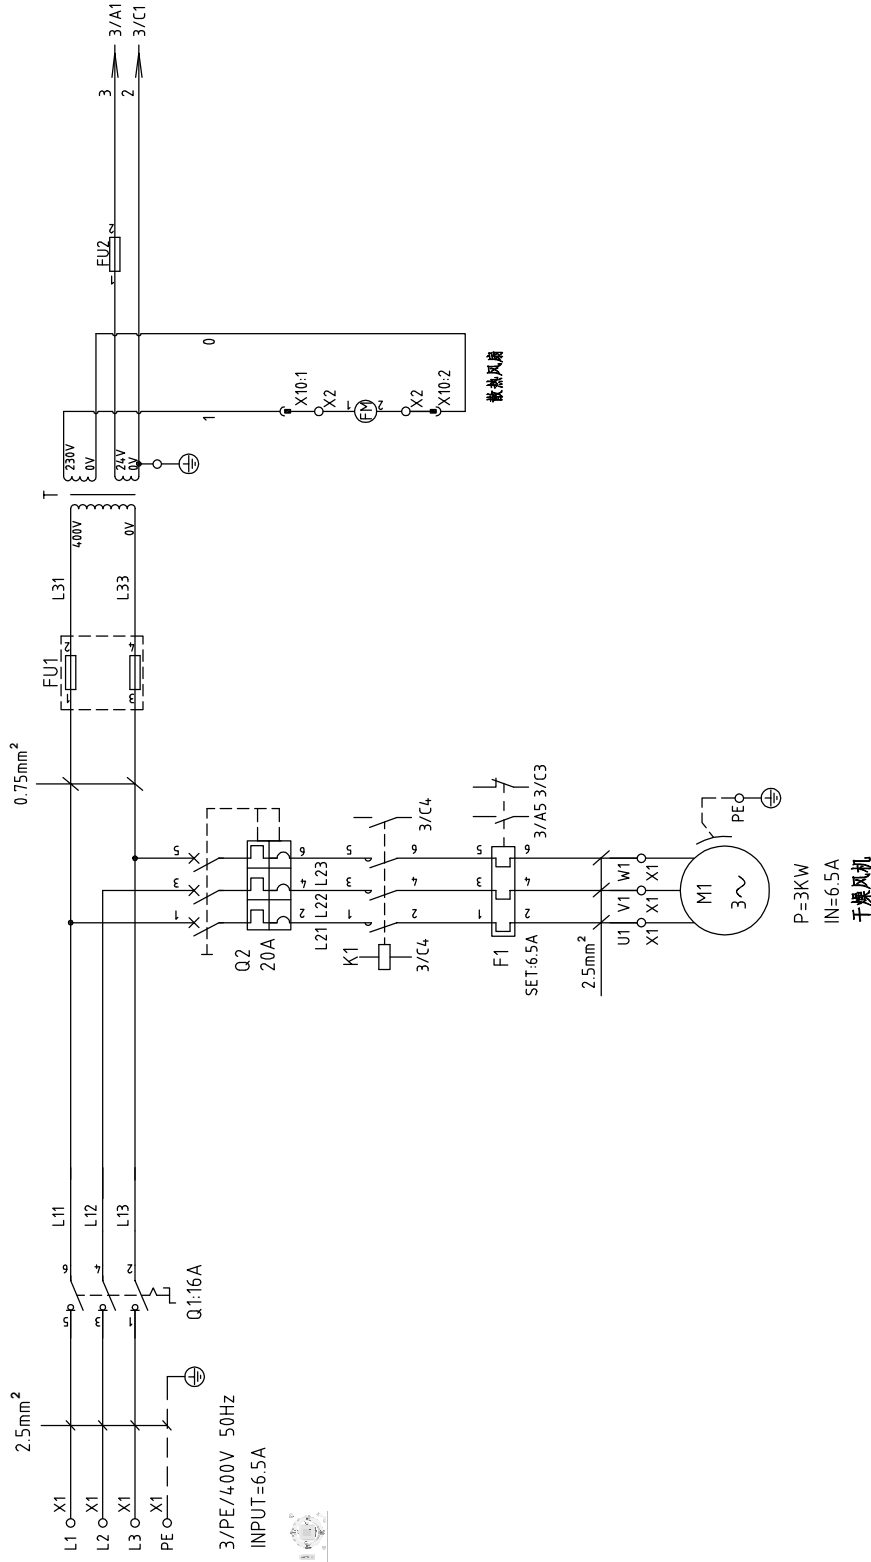 3/A1
3/C1
3
2
FU2
1
2
0
1
X10:1
X2
1
FM
2
X2
X10:2
散热风扇
230V
0V
24V
0V
T
400V
0V
L31
L33
FU1
1
2
3
4
0.75mm²
5
3
1
Q2
20A
6
4
2
L23
L22
L21
5
3
1
K1
6
4
2
3/C4
3/C4
5
3
1
F1
SET:6.5A
6
4
2
3/A5
3/C3
2.5mm²
W1
V1
U1
X1
X1
X1
M1
3~
PE
P=3KW
IN=6.5A
干燥风机
L11
L12
L13
6
4
2
5
3
1
Q1:16A
2.5mm²
X1
X1
X1
X1
L1
L2
L3
PE
3/PE/400V 50Hz
INPUT=6.5A